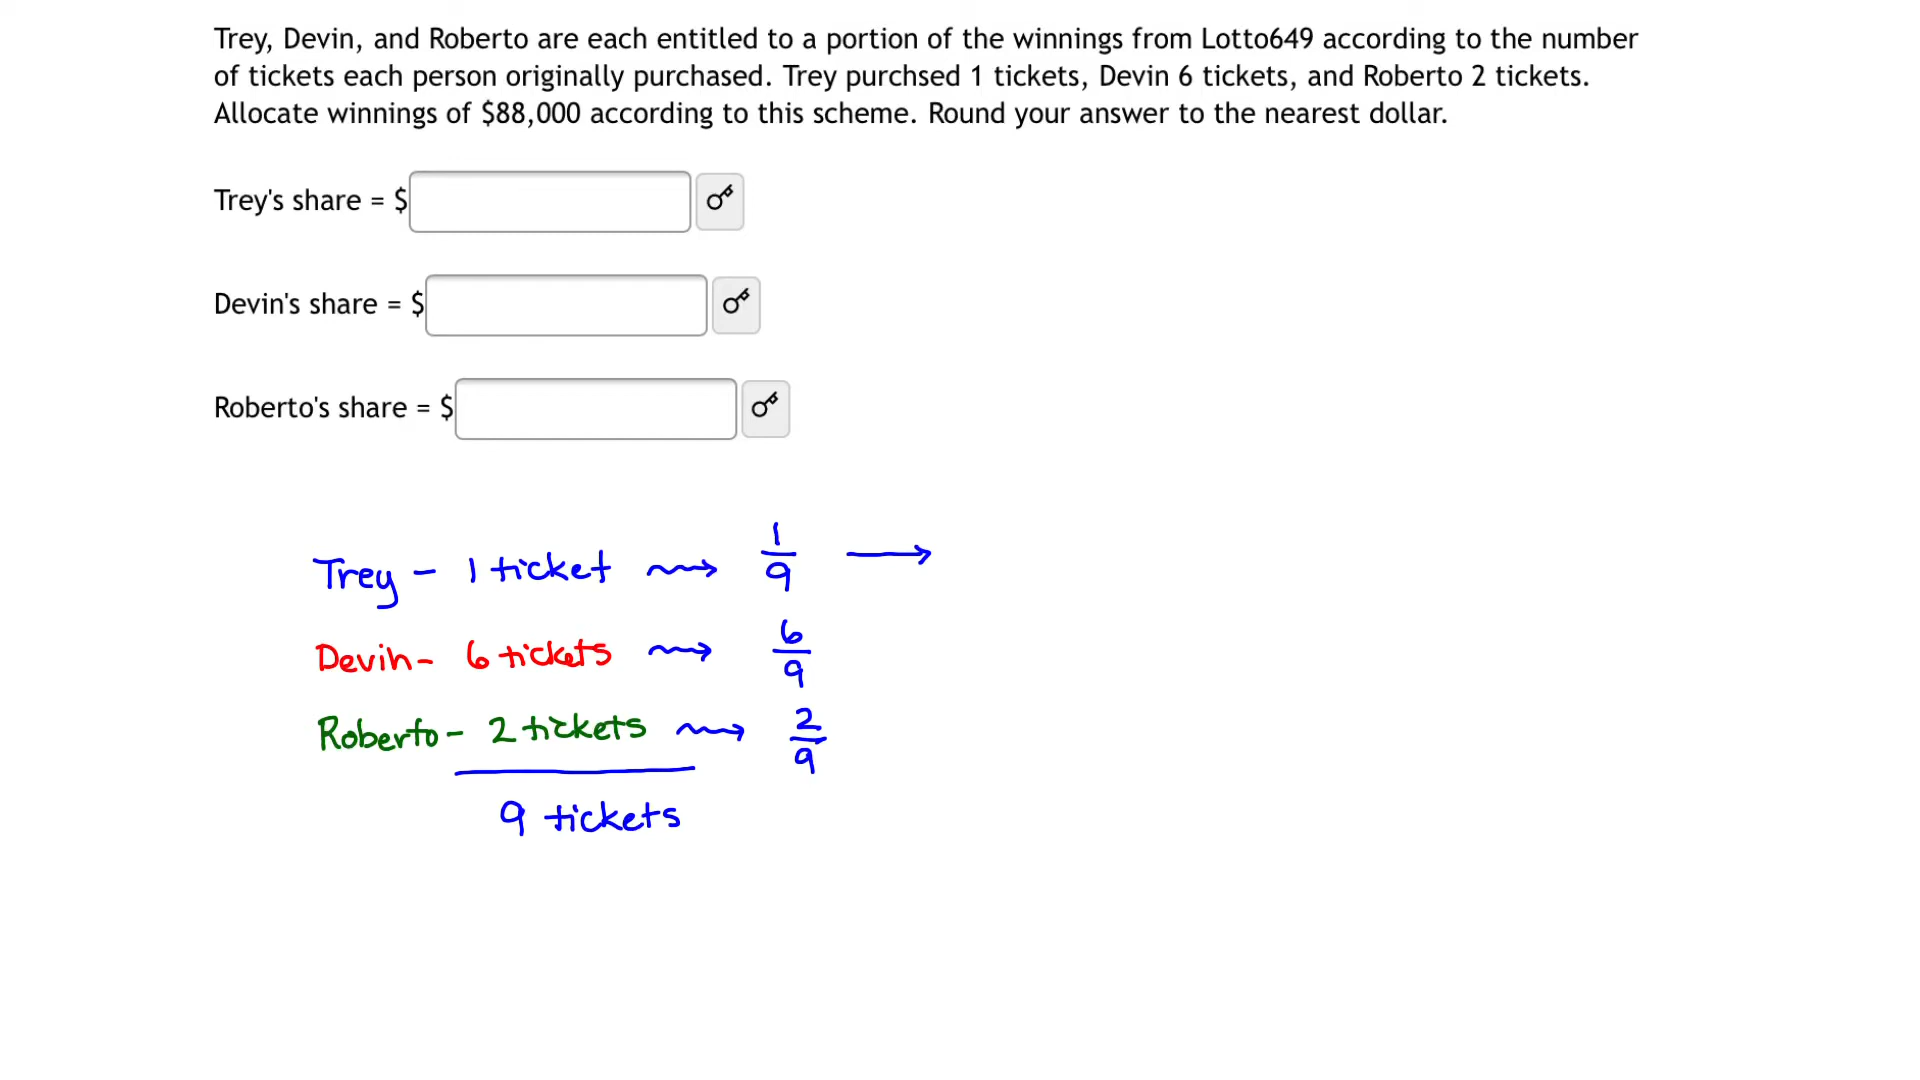 Trey, Devin, and Roberto are each entitled to a portion of the winnings from Lotto649 according to the number
of tickets each person originally purchased. Trey purchsed 1 tickets, Devin 6 tickets, and Roberto 2 tickets.
Allocate winnings of $88,000 according to this scheme. Round your answer to the nearest dollar.
Trey's share = $
Devin's share = $
Roberto's share = $
Trey - 1 ticket ⟿ 1/9 →
Devin - 6 tickets ⟿ 6/9
Roberto - 2 tickets ⟿ 2/9
9 tickets